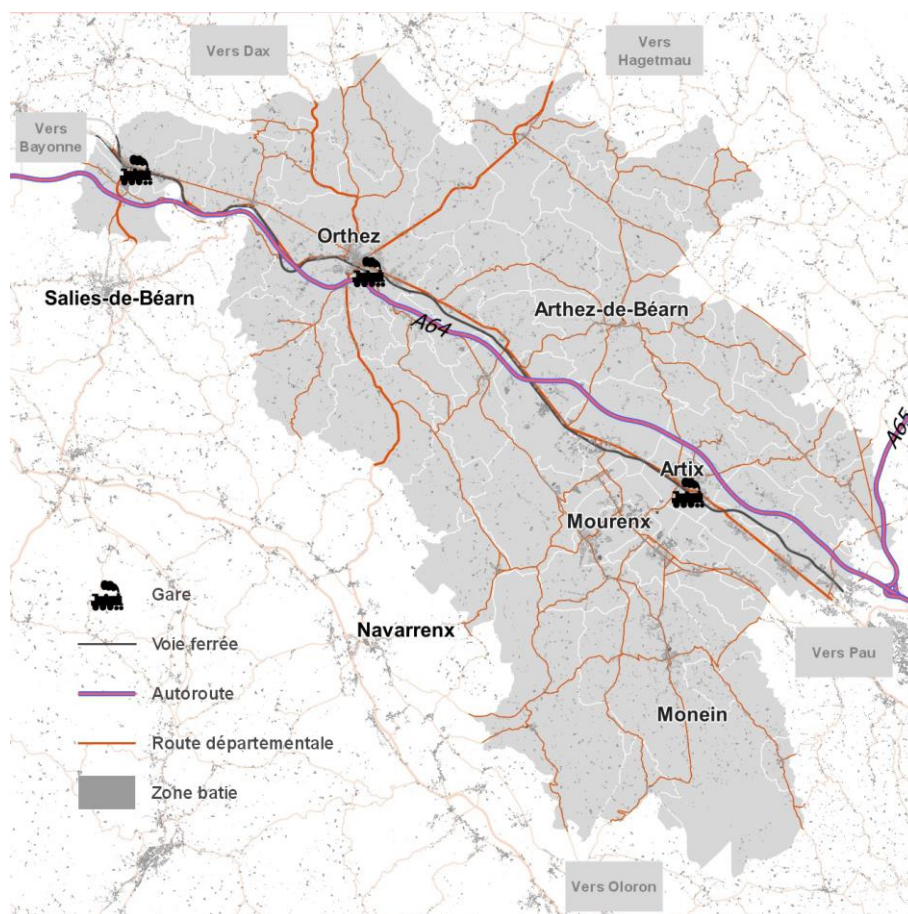 Vers Dax
Vers
Hagetmau
Vers
Bayonne
Orthez
Salies-de-Béarn
A64
Arthez-de-Béarn
A65
Artix
Mourenx
Gare
Navarrenx
Voie ferrée
Vers Pau
Autoroute
Monein
Route départementale
Zone batie
Vers Oloron